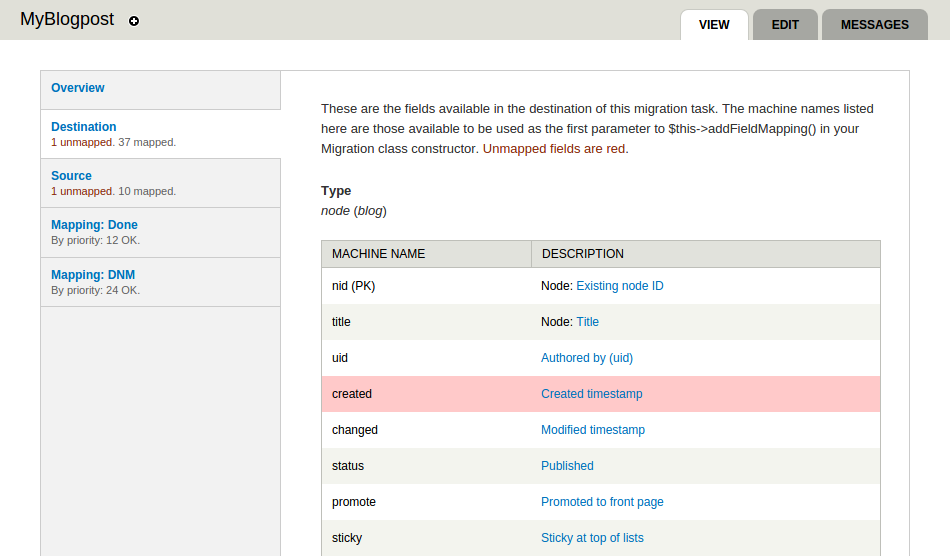 MyBlogpost
VIEW EDIT MESSAGES
Overview
Destination
1 unmapped. 37 mapped.
Source
1 unmapped. 10 mapped.
Mapping: Done
By priority: 12 OK.
Mapping: DNM
By priority: 24 OK.
These are the fields available in the destination of this migration task. The machine names listed
here are those available to be used as the first parameter to $this->addFieldMapping() in your
Migration class constructor. Unmapped fields are red.
Type
node (blog)
MACHINE NAME DESCRIPTION
nid (PK) Node: Existing node ID
title Node: Title
uid Authored by (uid)
created Created timestamp
changed Modified timestamp
status Published
promote Promoted to front page
sticky Sticky at top of lists